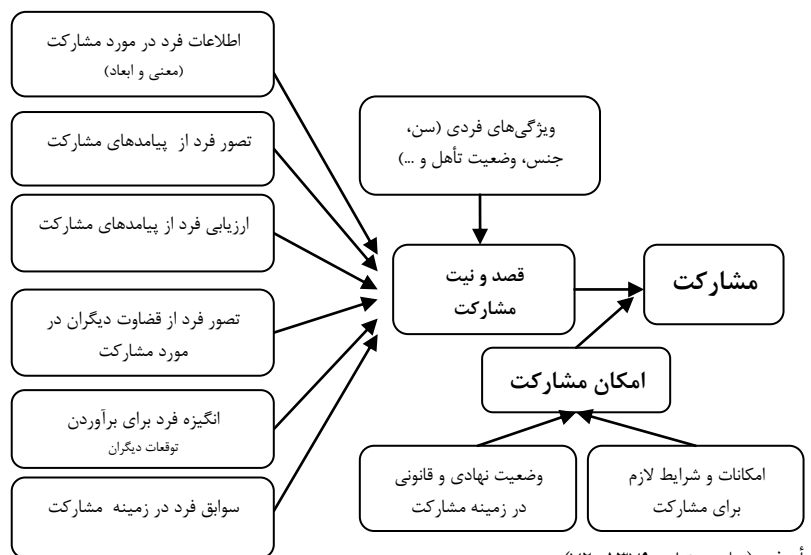 اطلاعات فرد در مورد مشارکت
(معنی و ابعاد)
تصور فرد از پیامدهای مشارکت
ارزیابی فرد از پیامدهای مشارکت
تصور فرد از قضاوت دیگران در
مورد مشارکت
انگیزه فرد برای برآوردن
توقعات دیگران
سوابق فرد در زمینه مشارکت
ویژگی‌های فردی (سن،
جنس، وضعیت تأهل و ...)
قصد و نیت
مشارکت
مشارکت
امکان مشارکت
وضعیت نهادی و قانونی
در زمینه مشارکت
امکانات و شرایط لازم
برای مشارکت